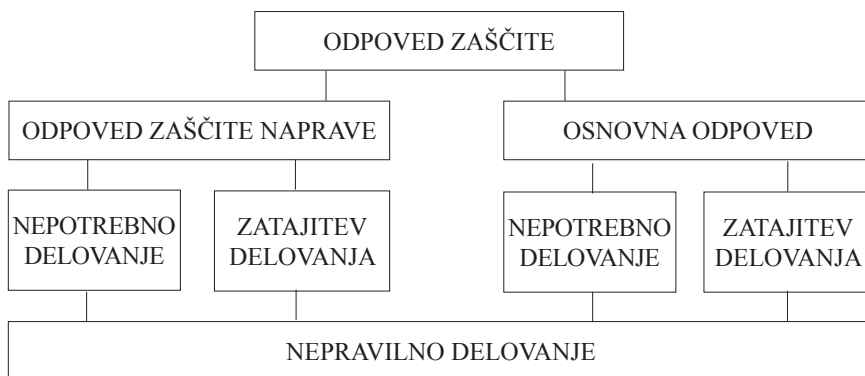 ODPOVED ZAŠČITE
ODPOVED ZAŠČITE NAPRAVE
OSNOVNA ODPOVED
NEPOTREBNO
DELOVANJE
ZATAJITEV
DELOVANJA
NEPOTREBNO
DELOVANJE
ZATAJITEV
DELOVANJA
NEPRAVILNO DELOVANJE